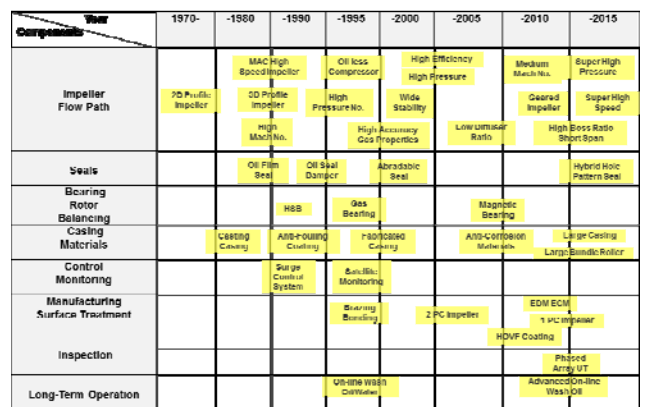 Year
Components
1970-
-1980
-1990
-1995
-2000
-2005
-2010
-2015
Impeller
Flow Path
2D Profile
Impeller
MAC High
Speed Impeller
3D Profile
Impeller
High
Mach No.
Oil less
Compressor
High
Pressure No.
High Efficiency
High Pressure
Wide
Stability
High Accuracy
Gas Properties
Low Diffuser
Ratio
Medium
Mach No.
Geared
Impeller
High Boss Ratio
Short Span
Super High
Pressure
Super High
Speed
Seals
Oil Film
Seal
Oil Seal
Damper
Abradable
Seal
Hybrid Hole
Pattern Seal
Bearing
Rotor
Balancing
HSB
Gas
Bearing
Magnetic
Bearing
Casing
Materials
Casting
Casing
Anti-Fouling
Coating
Fabricated
Casing
Anti-Corrosion
Materials
Large Casing
Large Bundle Roller
Control
Monitoring
Surge
Control
System
Satellite
Monitoring
Manufacturing
Surface Treatment
Brazing
Bonding
2 PC Impeller
EDM ECM
1 PC Impeller
HOVF Coating
Inspection
Phased
Array UT
Long-Term Operation
On-line Wash
Oil/Water
Advanced On-line
Wash Oil